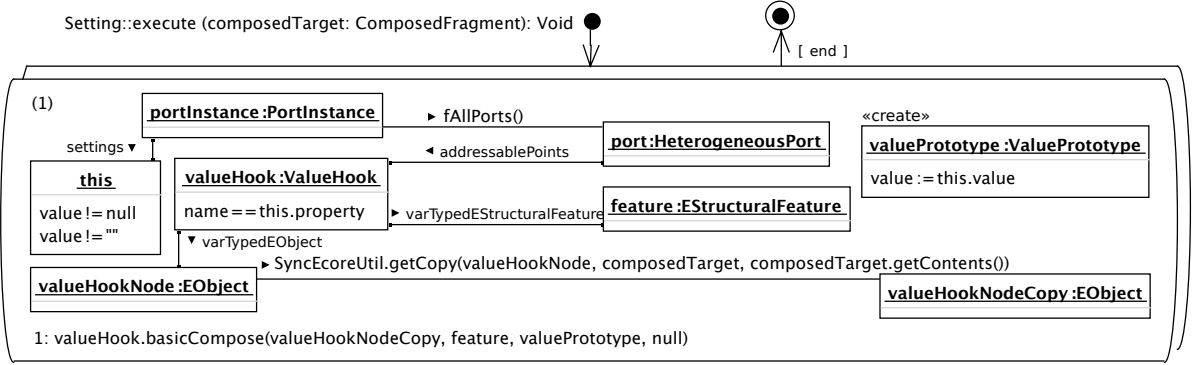 Setting::execute (composedTarget: ComposedFragment): Void
[ end ]
(1)
portInstance :PortInstance
► fAllPorts()
«create»
port :HeterogeneousPort
valuePrototype :ValuePrototype
value := this.value
settings ▼
◄ addressablePoints
this
value != null
value != ""
valueHook :ValueHook
name == this.property
► varTypedEStructuralFeature
feature :EStructuralFeature
▼ varTypedEObject
► SyncEcoreUtil.getCopy(valueHookNode, composedTarget, composedTarget.getContents())
valueHookNode :EObject
valueHookNodeCopy :EObject
1: valueHook.basicCompose(valueHookNodeCopy, feature, valuePrototype, null)